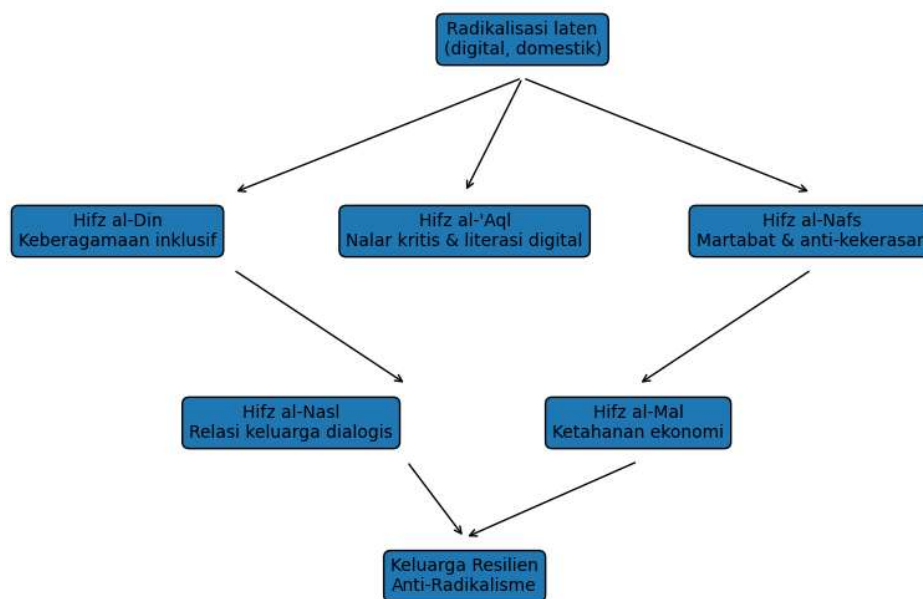 Radikalisasi laten
(digital, domestik)
Hifz al-Din
Keberagamaan inklusif
Hifz al-'Aql
Nalar kritis & literasi digital
Hifz al-Nafs
Martabat & anti-kekerasan
Hifz al-Nasl
Relasi keluarga dialogis
Hifz al-Mal
Ketahanan ekonomi
Keluarga Resilien
Anti-Radikalisme